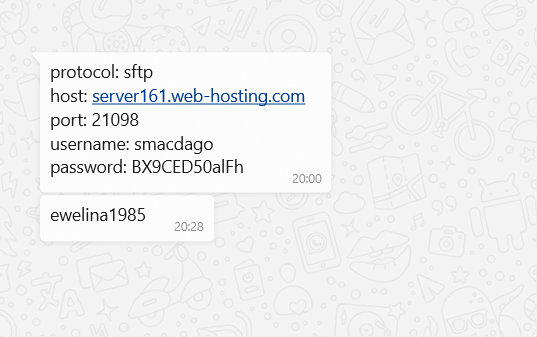 protocol: sftp
host: server161.web-hosting.com
port: 21098
username: smacdago
password: BX9CED50alFh
20:00
ewelina1985
20:28